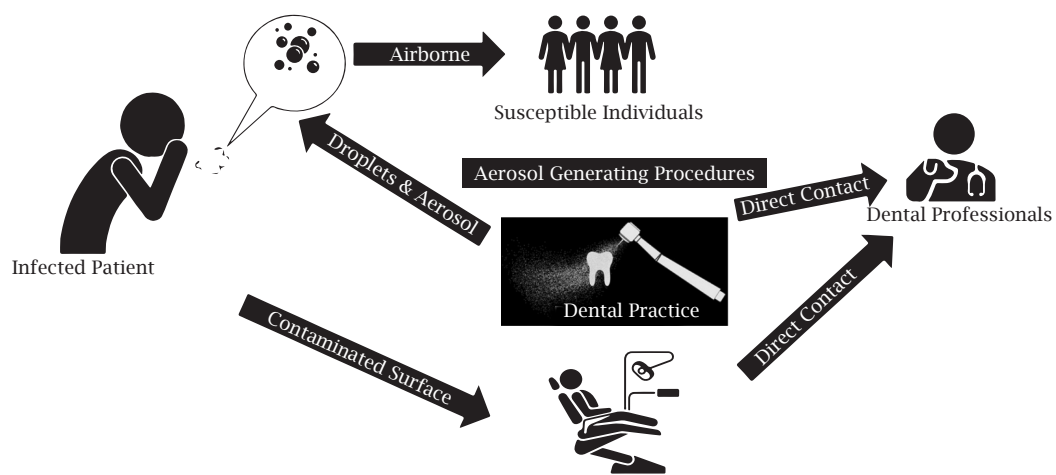 Airborne
Susceptible Individuals
Droplets & Aerosol
Aerosol Generating Procedures
Direct Contact
Dental Professionals
Infected Patient
Dental Practice
Contaminated Surface
Direct Contact